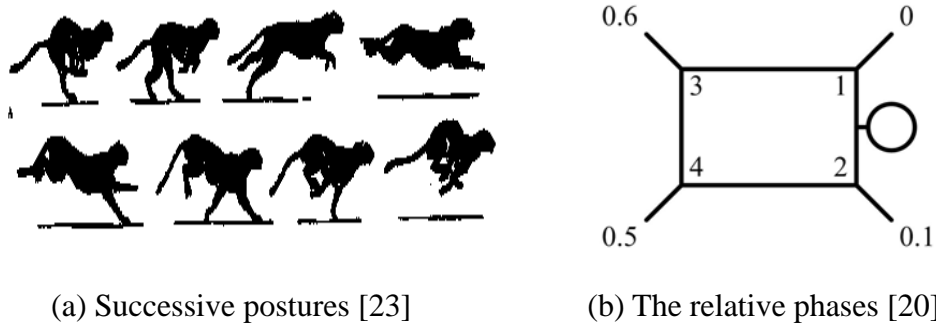 0.6 0
3 1
4 2
0.5 0.1
(a) Successive postures [23] (b) The relative phases [20]